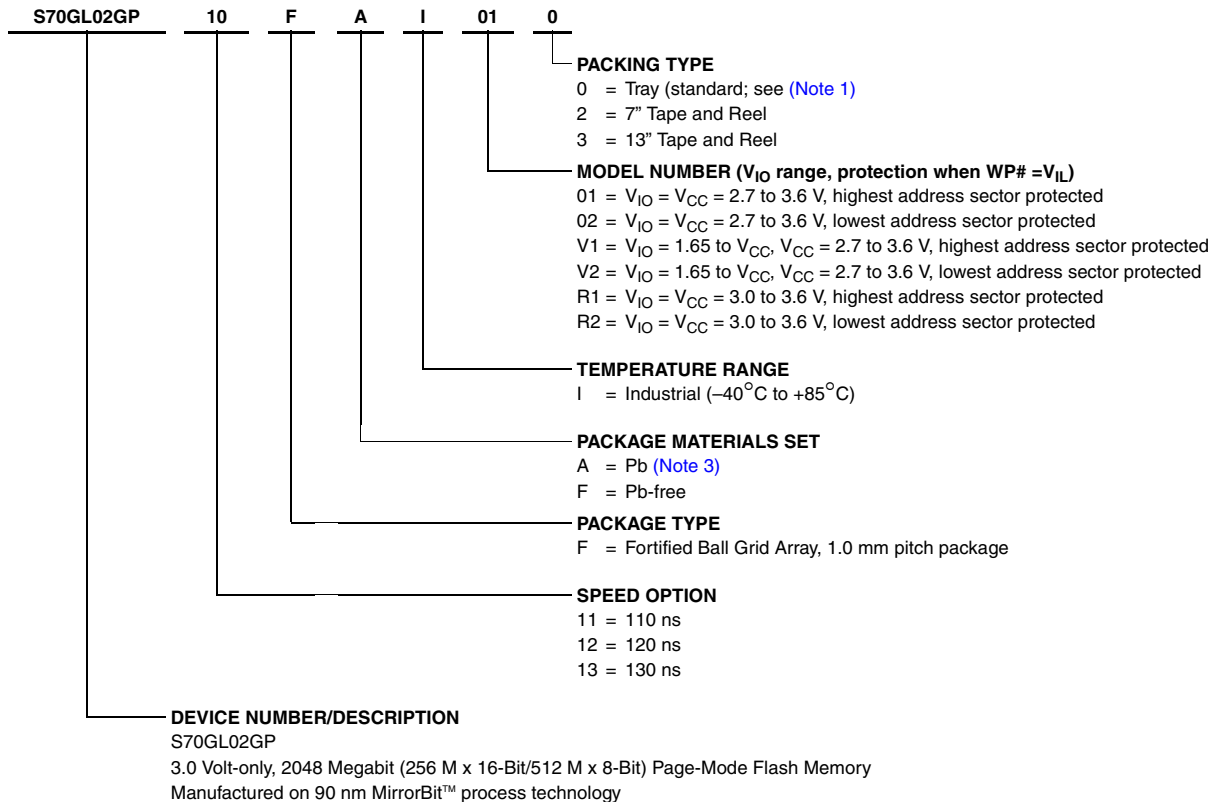 S70GL02GP 10 F A I 01 0
PACKING TYPE
0 = Tray (standard; see (Note 1)
2 = 7” Tape and Reel
3 = 13” Tape and Reel
MODEL NUMBER (VIO range, protection when WP# =VIL)
01 = VIO = VCC = 2.7 to 3.6 V, highest address sector protected
02 = VIO = VCC = 2.7 to 3.6 V, lowest address sector protected
V1 = VIO = 1.65 to VCC, VCC = 2.7 to 3.6 V, highest address sector protected
V2 = VIO = 1.65 to VCC, VCC = 2.7 to 3.6 V, lowest address sector protected
R1 = VIO = VCC = 3.0 to 3.6 V, highest address sector protected
R2 = VIO = VCC = 3.0 to 3.6 V, lowest address sector protected
TEMPERATURE RANGE
I = Industrial (–40°C to +85°C)
PACKAGE MATERIALS SET
A = Pb (Note 3)
F = Pb-free
PACKAGE TYPE
F = Fortified Ball Grid Array, 1.0 mm pitch package
SPEED OPTION
11 = 110 ns
12 = 120 ns
13 = 130 ns
DEVICE NUMBER/DESCRIPTION
S70GL02GP
3.0 Volt-only, 2048 Megabit (256 M x 16-Bit/512 M x 8-Bit) Page-Mode Flash Memory
Manufactured on 90 nm MirrorBit™ process technology